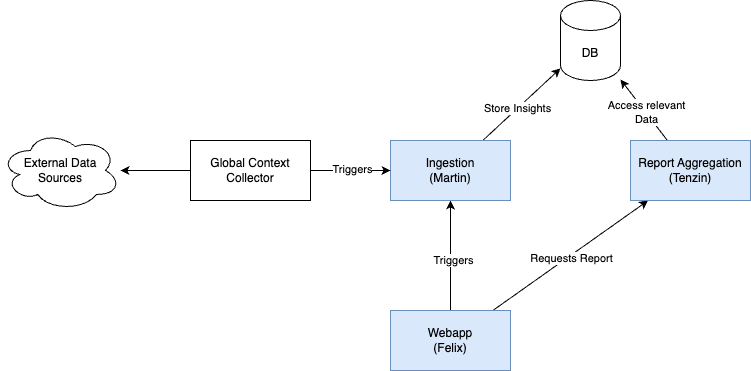 DB
Store Insights
Access relevant
Data
External Data
Sources
Global Context
Collector
Triggers
Ingestion
(Martin)
Report Aggregation
(Tenzin)
Triggers
Requests Report
Webapp
(Felix)